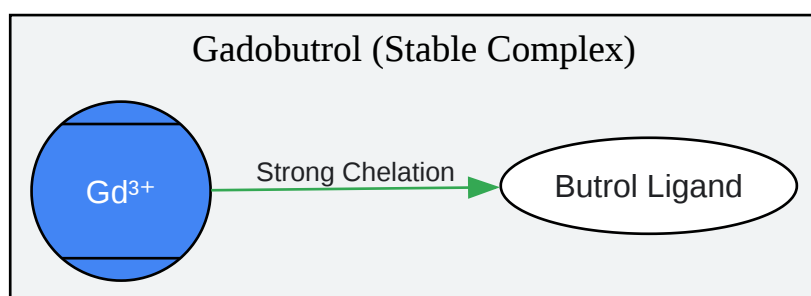 Gadobutrol (Stable Complex)
Gd³⁺
Strong Chelation
Butrol Ligand